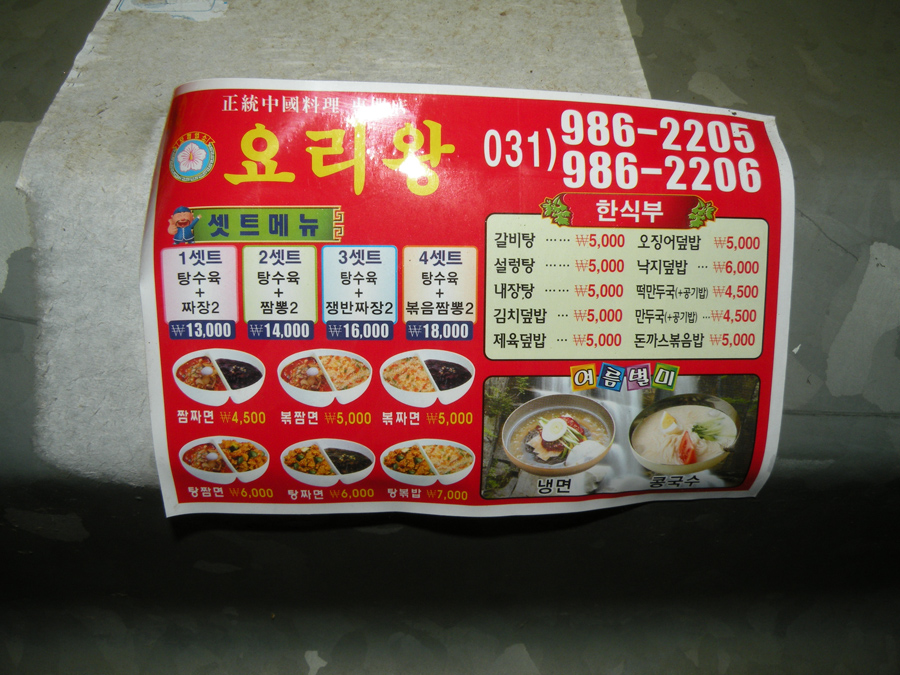 正統中國料理
요리왕
031) 986-2205
986-2206
셋트메뉴
1셋트
탕수육
+
짜장2
₩13,000
2셋트
탕수육
+
짬뽕2
₩14,000
3셋트
탕수육
+
쟁반짜장2
₩16,000
4셋트
탕수육
+
볶음짬뽕2
₩18,000
짬짜면 ₩4,500
볶짬면 ₩5,000
볶짜면 ₩5,000
탕짬면 ₩6,000
탕짜면 ₩6,000
탕볶밥 ₩7,000
한식부
갈비탕 ······ ₩5,000
설렁탕 ······ ₩5,000
내장탕 ······ ₩5,000
김치덮밥 ··· ₩5,000
제육덮밥 ··· ₩5,000
오징어덮밥 ₩5,000
낙지덮밥 ··· ₩6,000
떡만두국(+공기밥) ₩4,500
만두국(+공기밥) ··· ₩4,500
돈까스볶음밥 ₩5,000
여름별미
냉면
콩국수